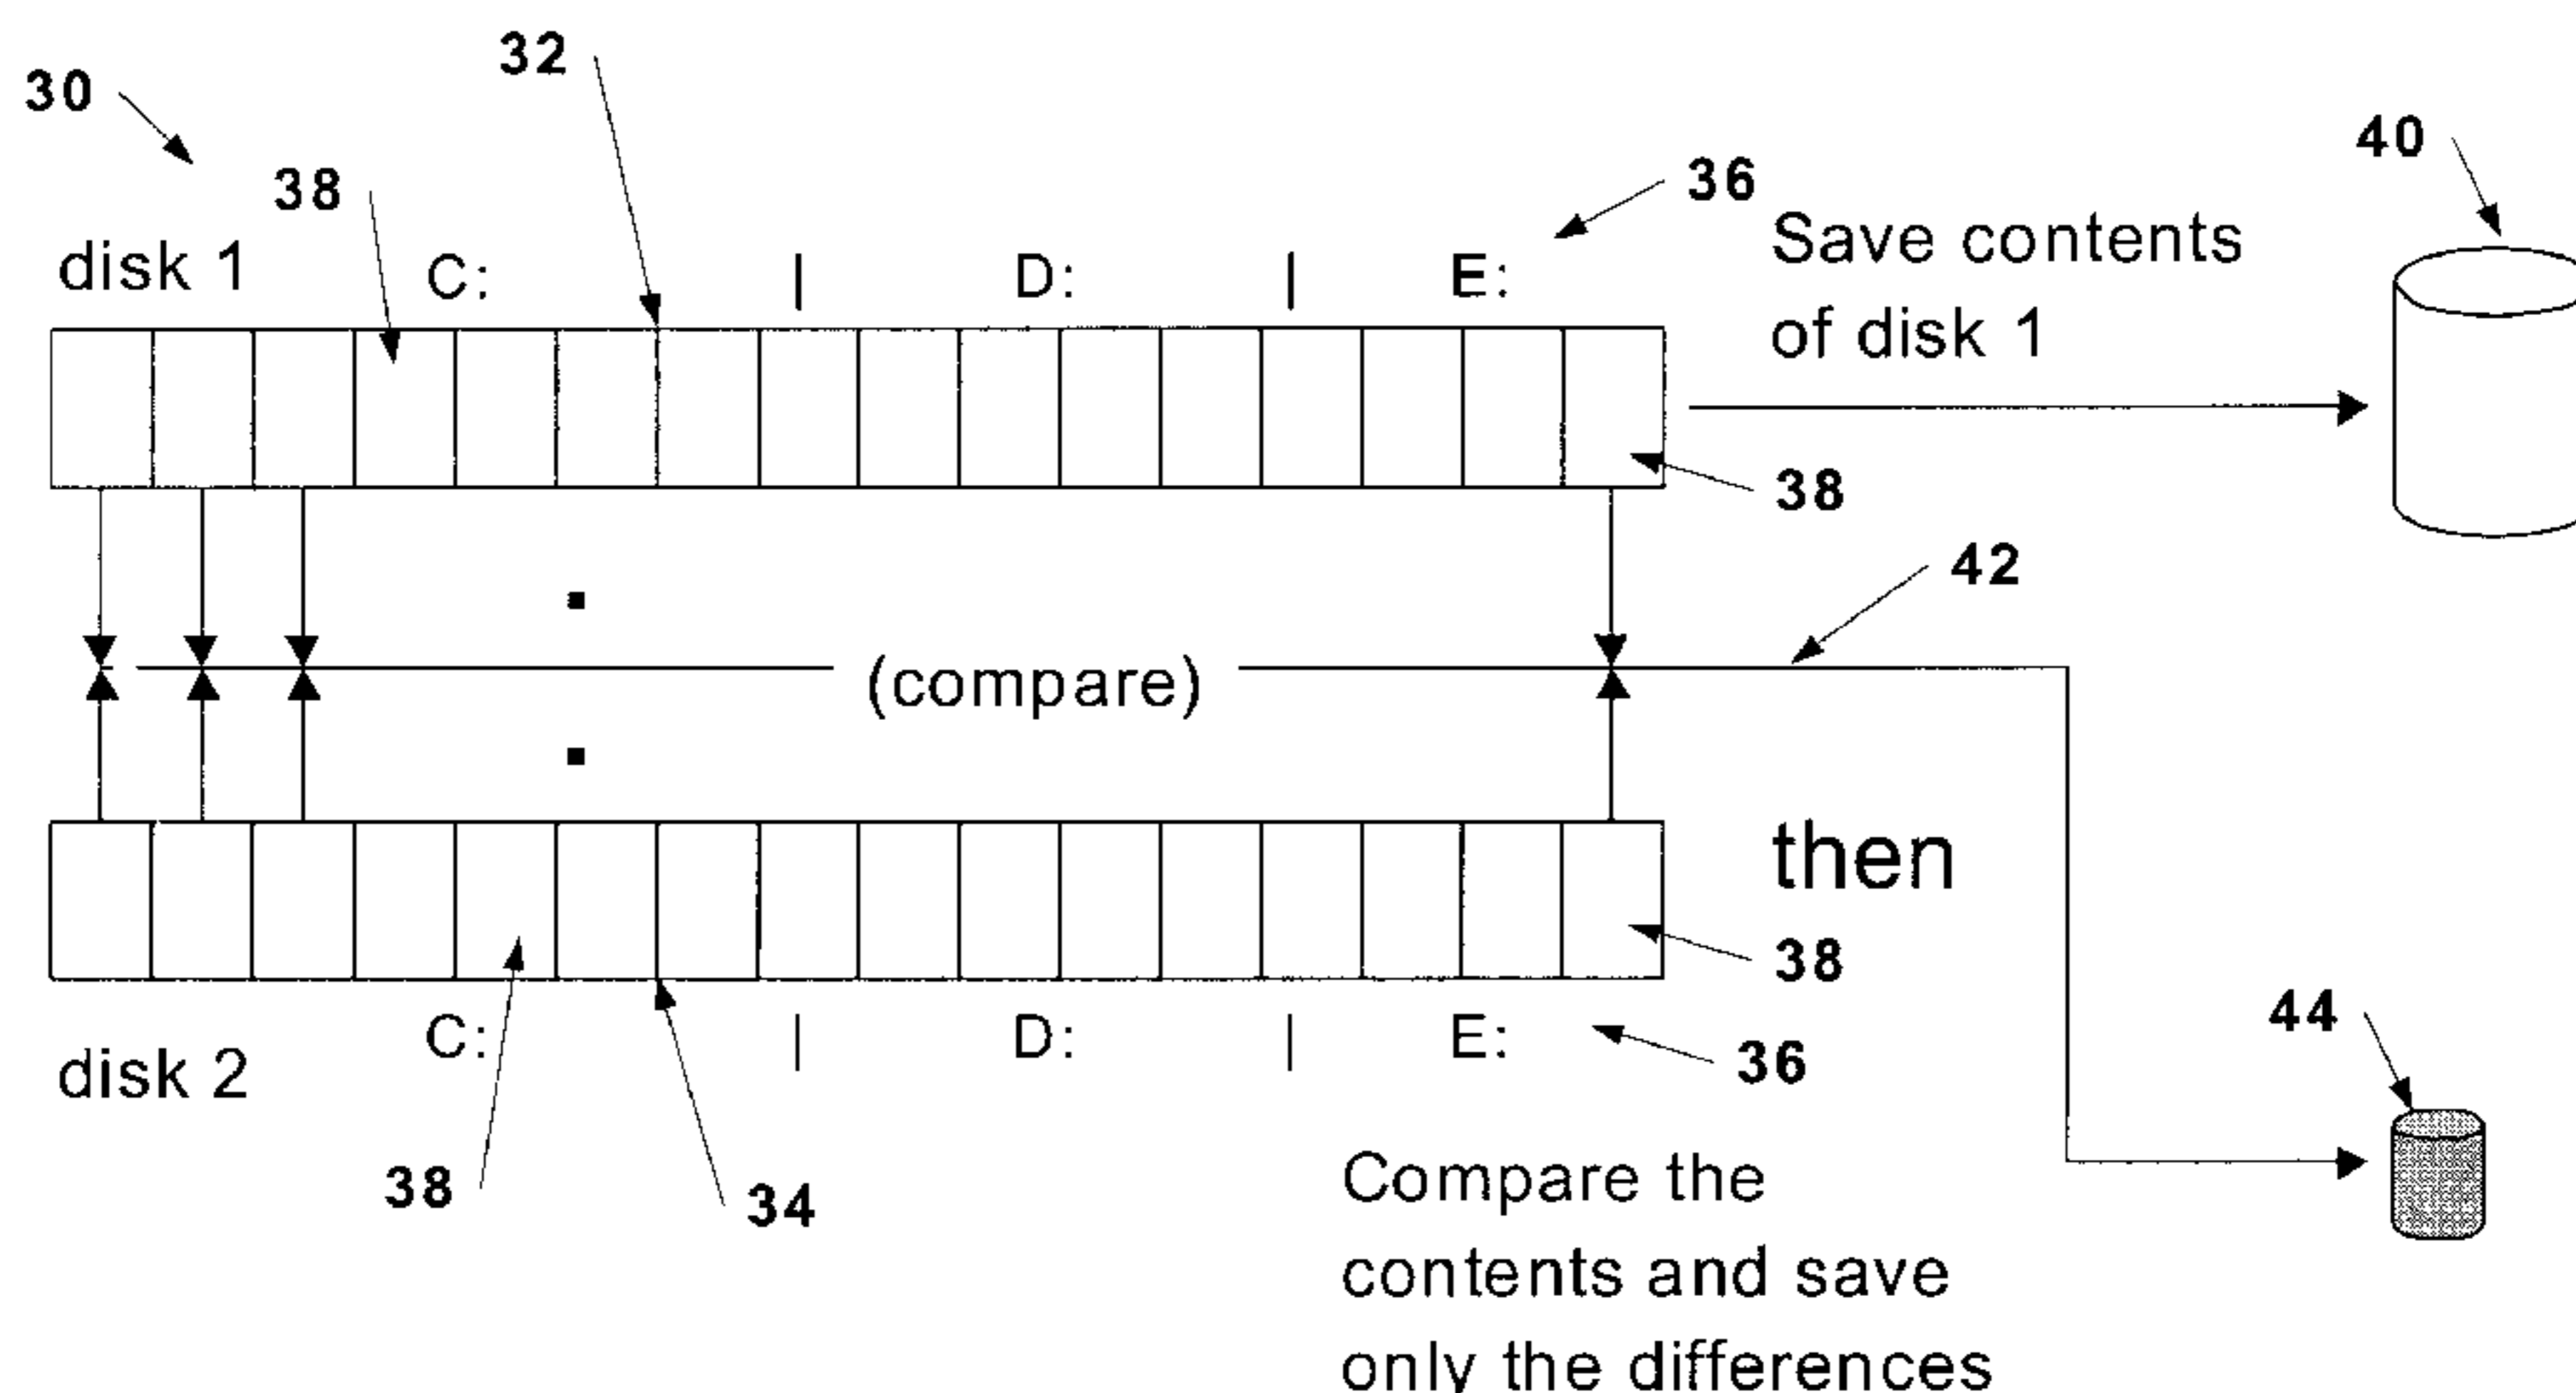 32
30
40
38
36
disk 1 C: | D: | E:
Save contents
of disk 1
38
42
(compare)
then
38
disk 2 C: | D: | E:
36
44
38
34
Compare the
contents and save
only the differences